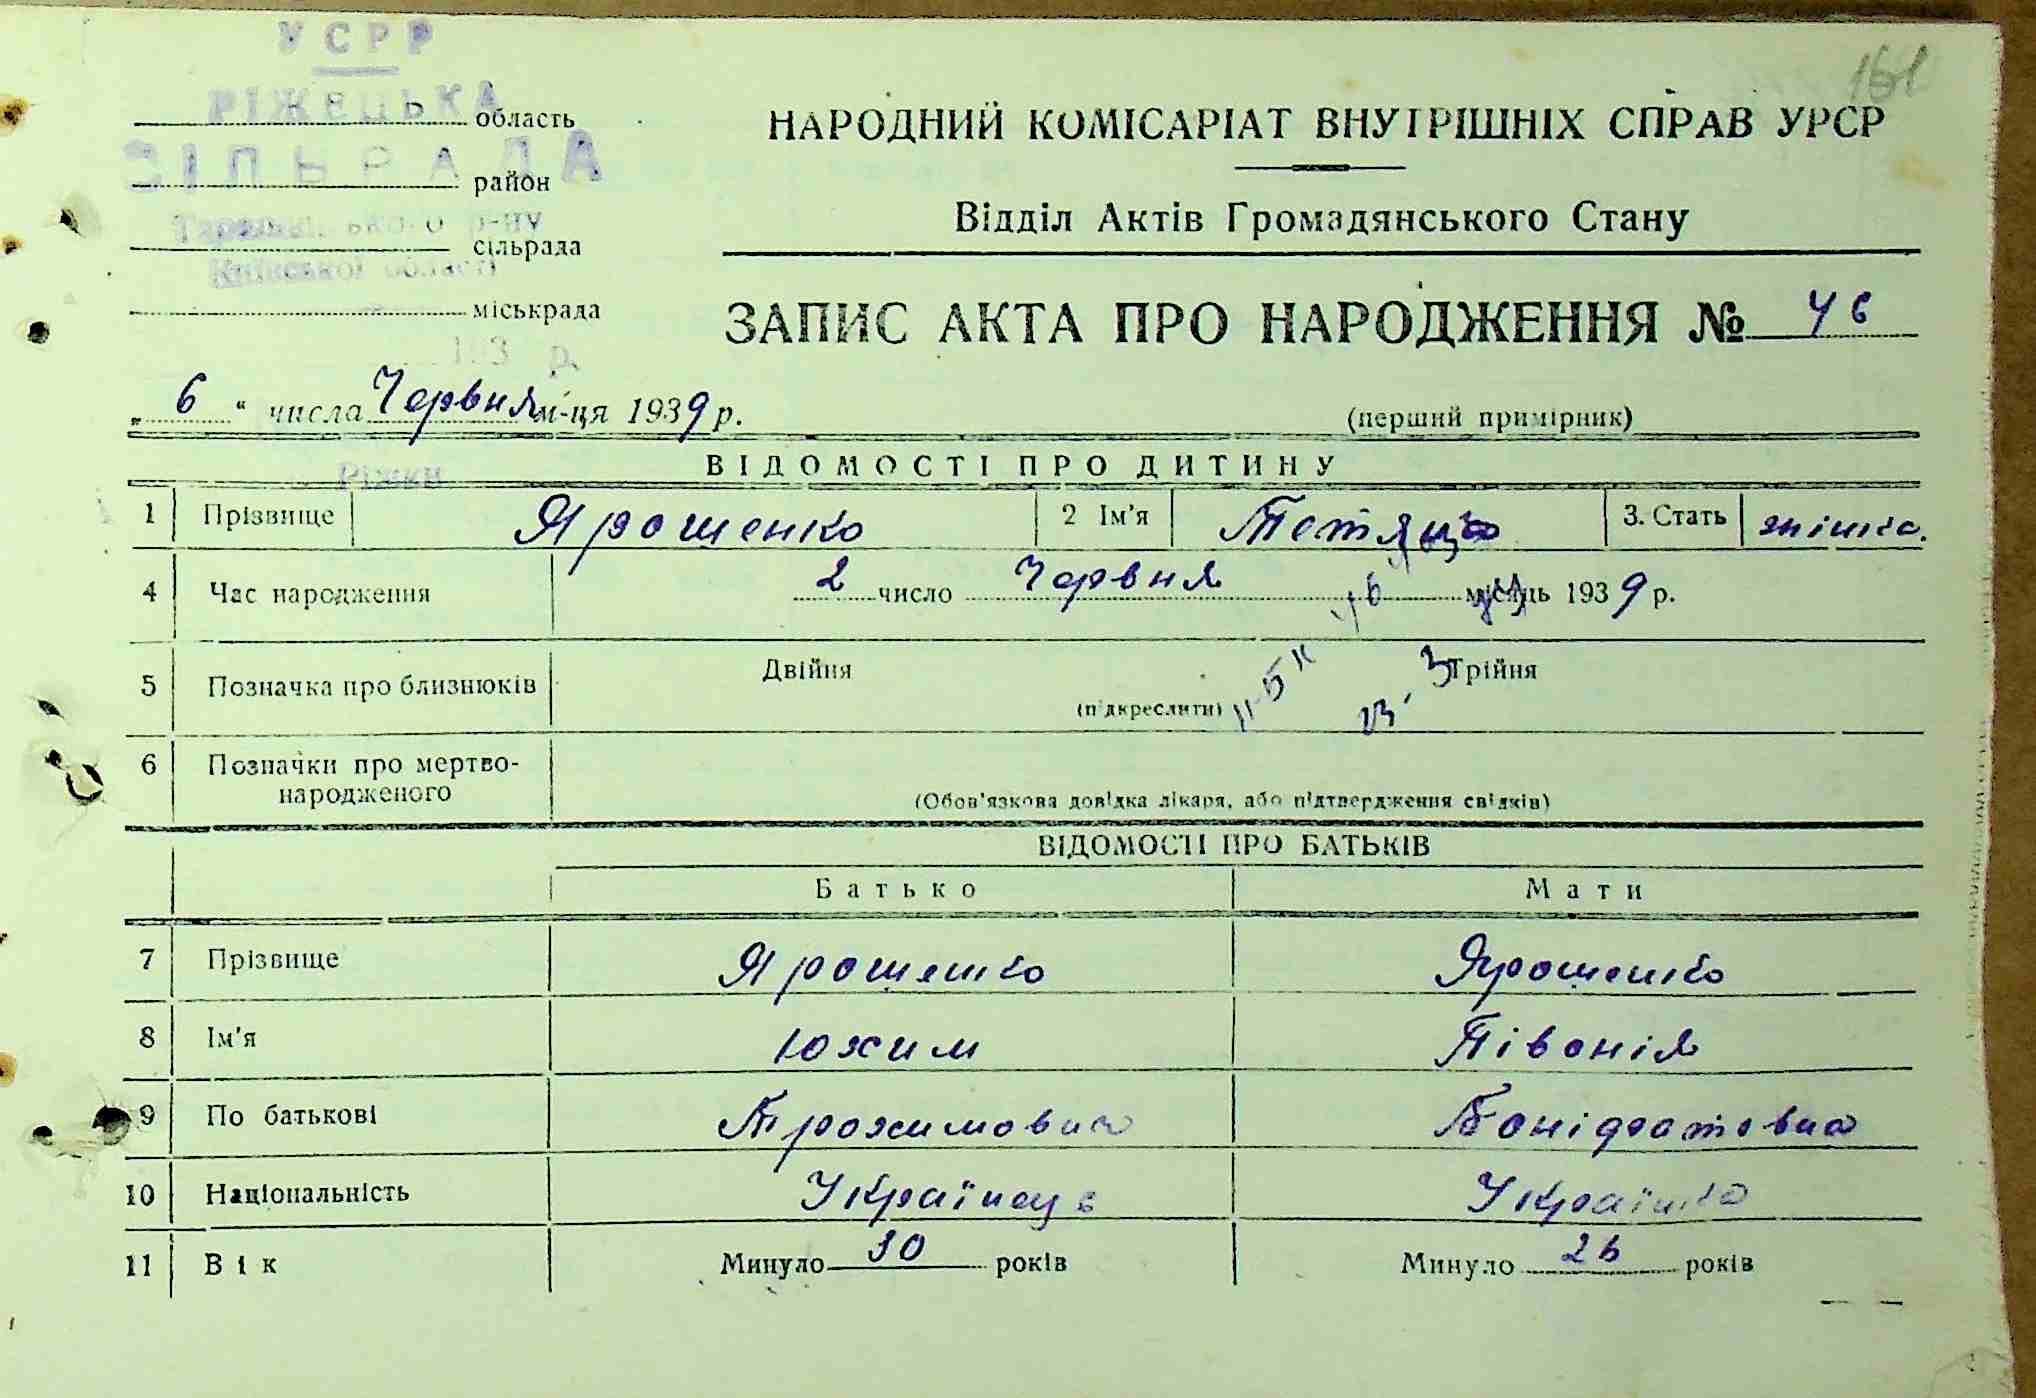 УСРР
РІЖЕЦЬКА
область
СІЛЬРАДА
район
р-ну
сільрада
Київської області
міськрада
193 р.
161
НАРОДНИЙ КОМІСАРІАТ ВНУТРІШНІХ СПРАВ УРСР
Відділ Актів Громадянського Стану
ЗАПИС АКТА ПРО НАРОДЖЕННЯ № 46
„ 6 “ числа Червня м-ця 1939 р.
(перший примірник)
Ріжки
ВІДОМОСТІ ПРО ДИТИНУ
1 Прізвище Ярошенко 2 Ім'я Тетяна 3. Стать жіноча.
4 Час народження 2 число Червня місяць 1939 р.
5 Позначка про близнюків Двійня Трійня
(підкреслити)
6 Позначки про мертво-
народженого
(Обов'язкова довідка лікаря, або підтвердження свідків)
ВІДОМОСТІ ПРО БАТЬКІВ
Батько Мати
7 Прізвище Ярошенко Ярошенко
8 Ім'я Юхим Півонія
9 По батькові Трохимович
10 Національність Українець Українка
11 Вік Минуло 30 років Минуло 26 років